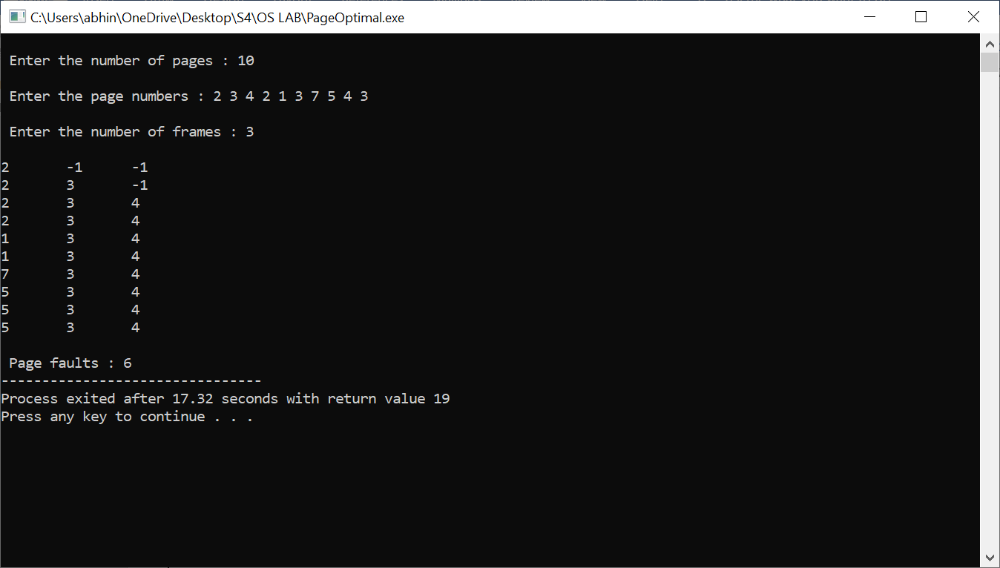 C:\Users\abhin\OneDrive\Desktop\S4\OS LAB\PageOptimal.exe
Enter the number of pages : 10
Enter the page numbers : 2 3 4 2 1 3 7 5 4 3
Enter the number of frames : 3
2 -1 -1
2 3 -1
2 3 4
2 3 4
1 3 4
1 3 4
7 3 4
5 3 4
5 3 4
5 3 4
Page faults : 6
--------------------------------
Process exited after 17.32 seconds with return value 19
Press any key to continue . . .